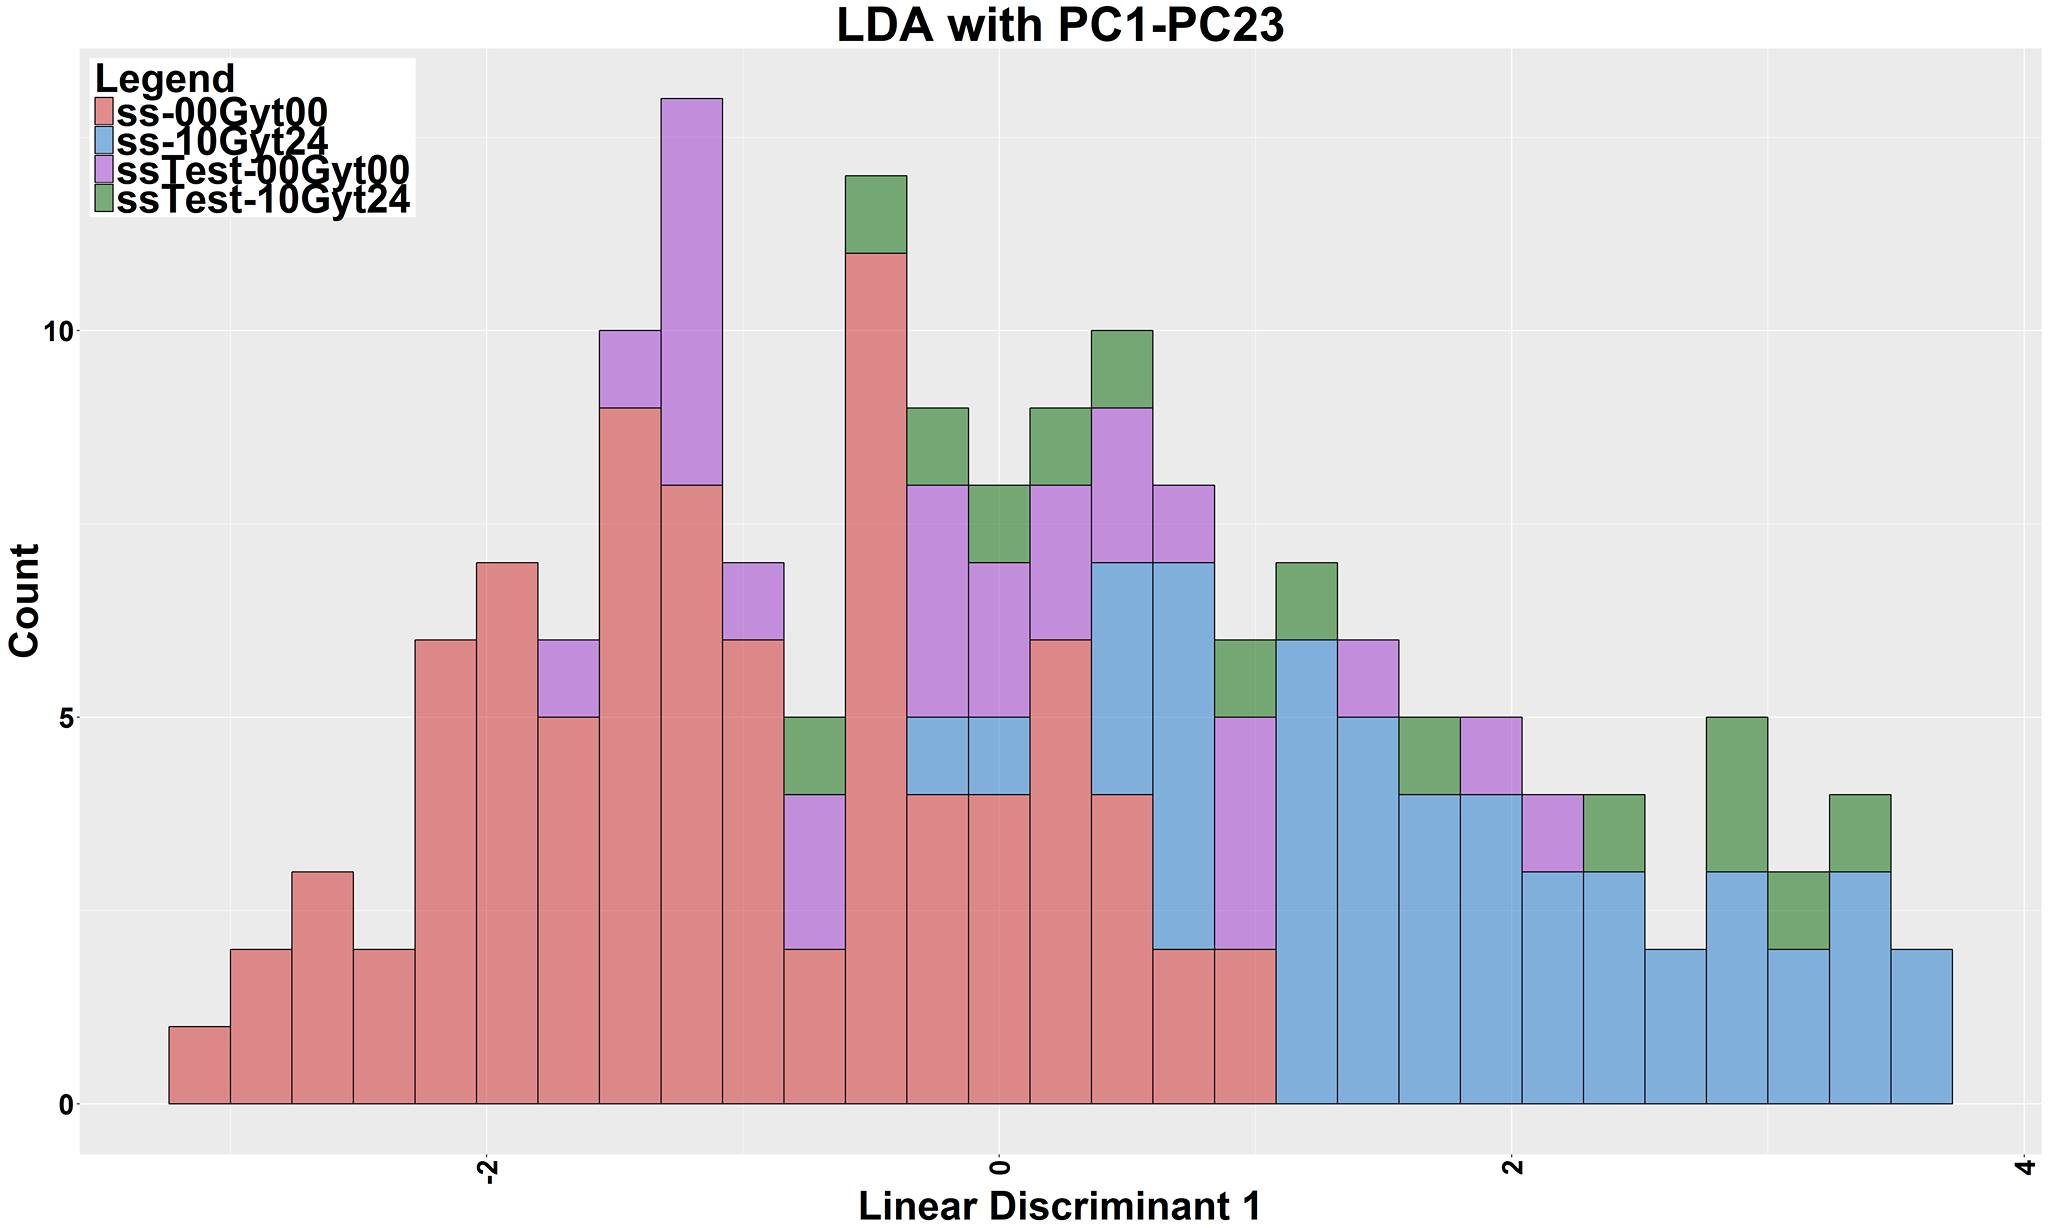 LDA with PC1-PC23
Legend
ss-00Gyt00
ss-10Gyt24
ssTest-00Gyt00
ssTest-10Gyt24
10
5
0
Count
-2
0
2
4
Linear Discriminant 1